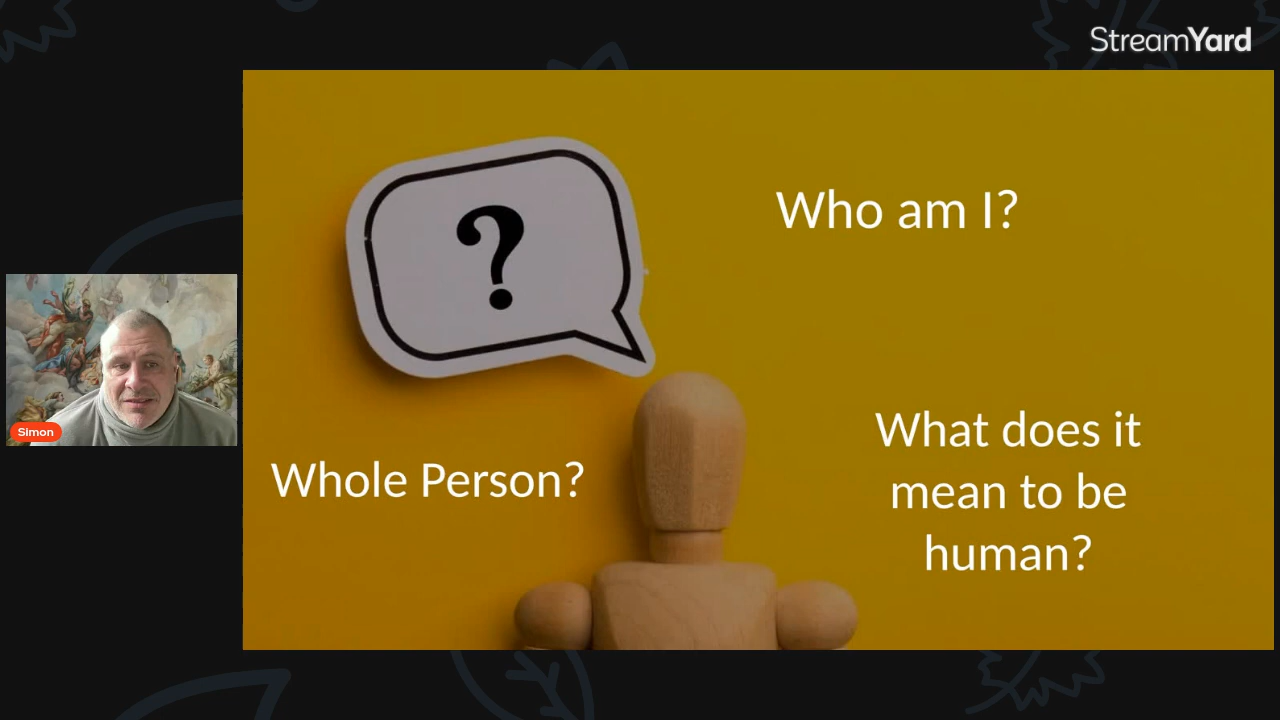 StreamYard
?
Who am I?
Whole Person?
What does it
mean to be
human?
Simon